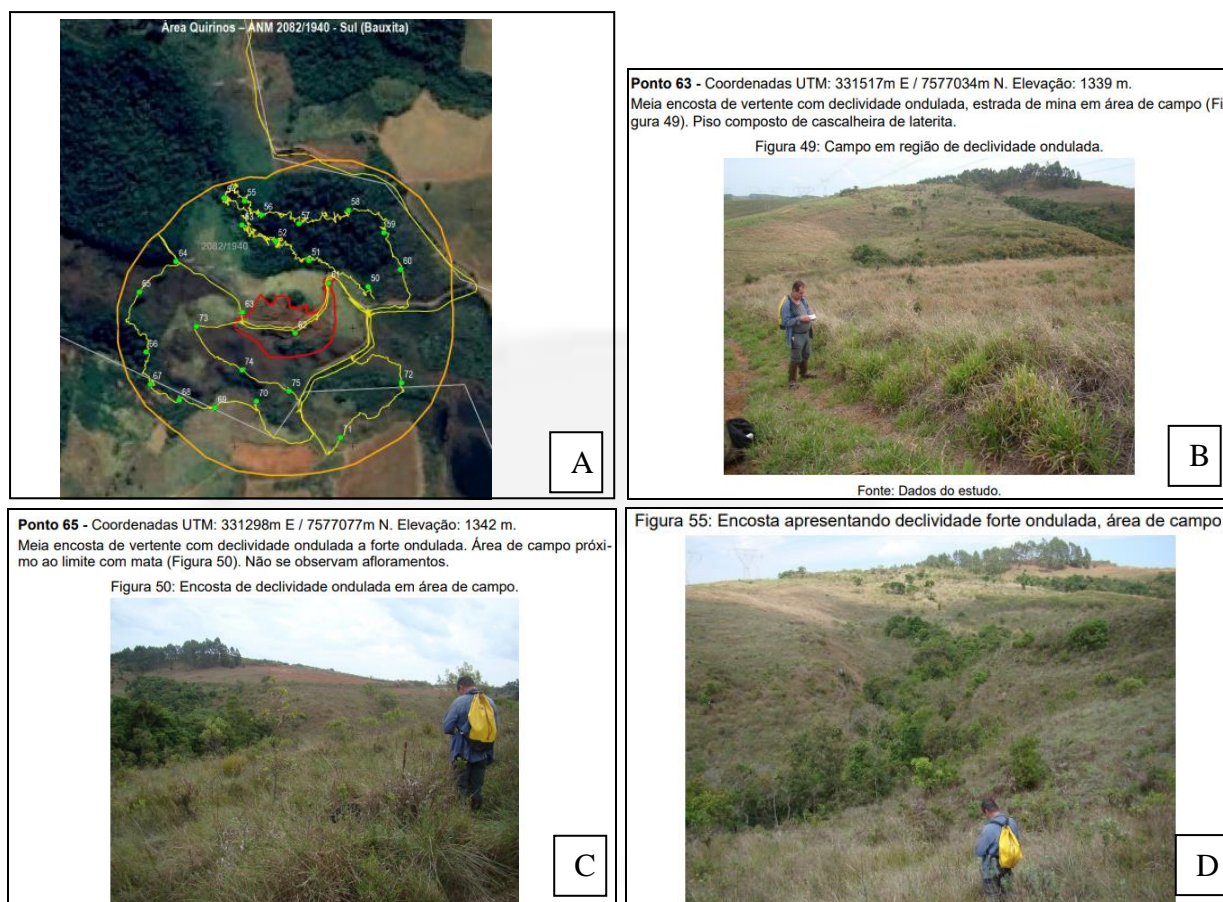 Área Quirinos – ANM 2082/1940 - Sul (Bauxita)
55
56
57
58
59
60
52
51
50
2082/1940
64
65
61
63
62
73
66
74
67
75
72
68
70
69
71
A
Ponto 63 - Coordenadas UTM: 331517m E / 7577034m N. Elevação: 1339 m.
Meia encosta de vertente com declividade ondulada, estrada de mina em área de campo (Fi-
gura 49). Piso composto de cascalheira de laterita.
Figura 49: Campo em região de declividade ondulada.
B
Fonte: Dados do estudo.
Ponto 65 - Coordenadas UTM: 331298m E / 7577077m N. Elevação: 1342 m.
Meia encosta de vertente com declividade ondulada a forte ondulada. Área de campo próxi-
mo ao limite com mata (Figura 50). Não se observam afloramentos.
Figura 50: Encosta de declividade ondulada em área de campo.
C
Figura 55: Encosta apresentando declividade forte ondulada, área de campo
D